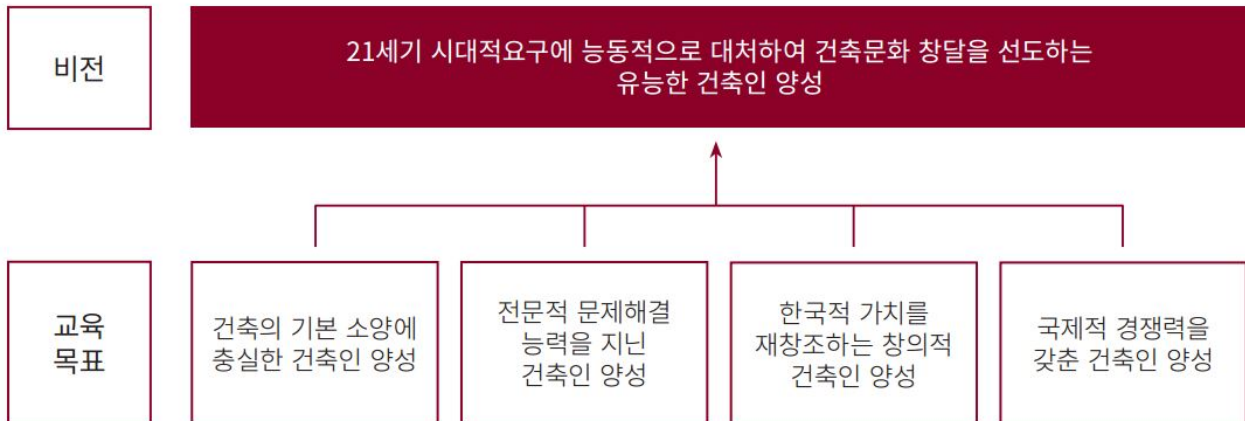 비전
21세기 시대적요구에 능동적으로 대처하여 건축문화 창달을 선도하는
유능한 건축인 양성
교육
목표
건축의 기본 소양에
충실한 건축인 양성
전문적 문제해결
능력을 지닌
건축인 양성
한국적 가치를
재창조하는 창의적
건축인 양성
국제적 경쟁력을
갖춘 건축인 양성